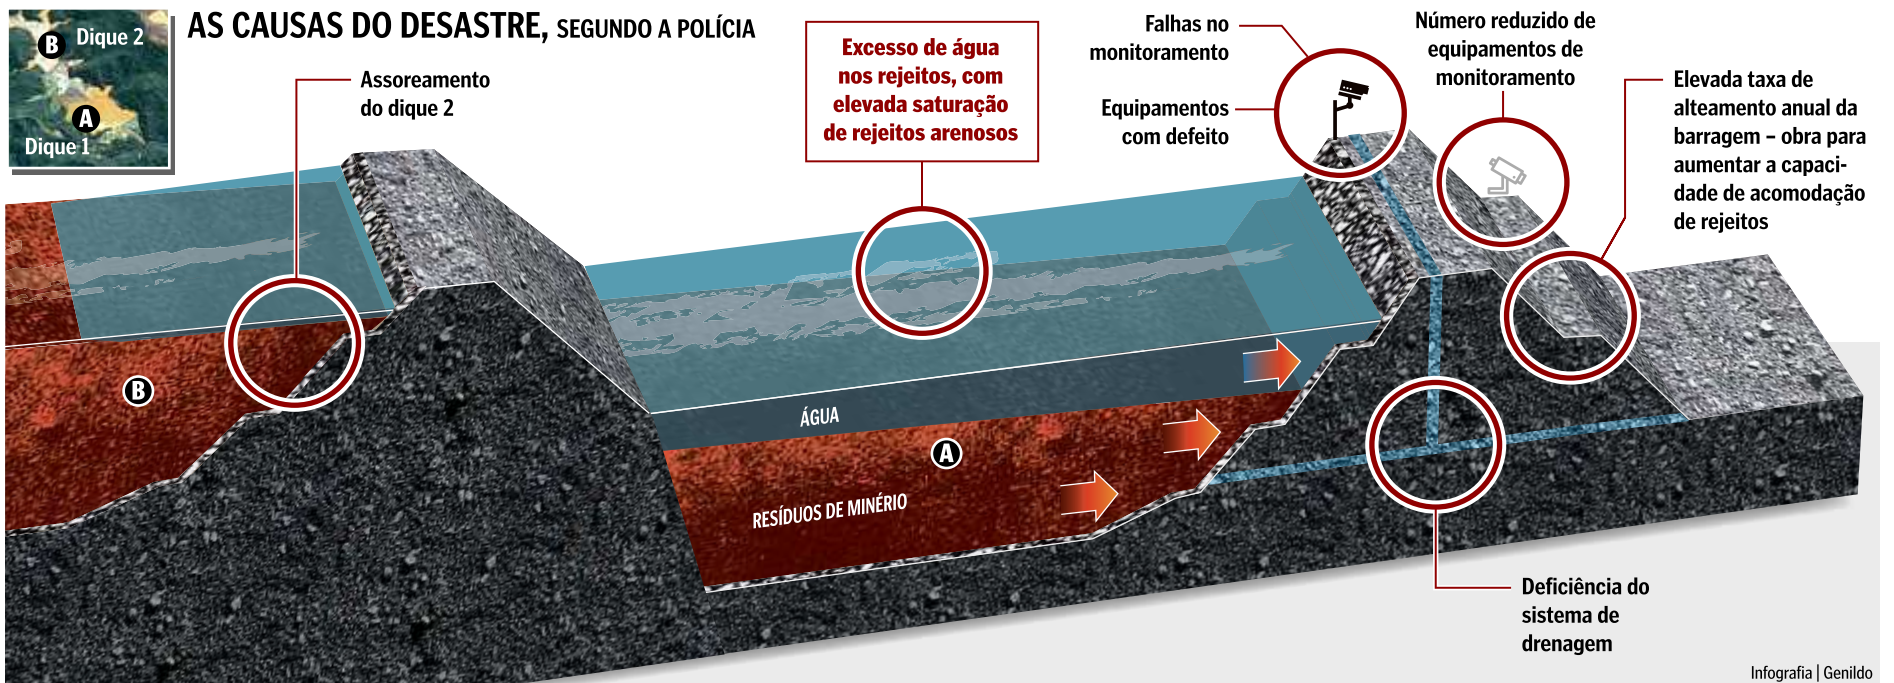 AS CAUSAS DO DESASTRE, SEGUNDO A POLÍCIA
B Dique 2
A
Dique 1
Assoreamento
do dique 2
Excesso de água
nos rejeitos, com
elevada saturação
de rejeitos arenosos
Falhas no
monitoramento
Equipamentos
com defeito
Número reduzido de
equipamentos de
monitoramento
Elevada taxa de
alteamento anual da
barragem – obra para
aumentar a capaci-
dade de acomodação
de rejeitos
B
ÁGUA
A
RESÍDUOS DE MINÉRIO
Deficiência do
sistema de
drenagem
Infografia | Genildo